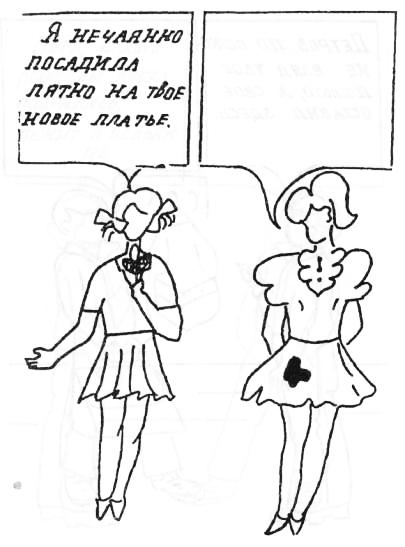 Я нечаянно
посадила
пятно на твое
новое платье.